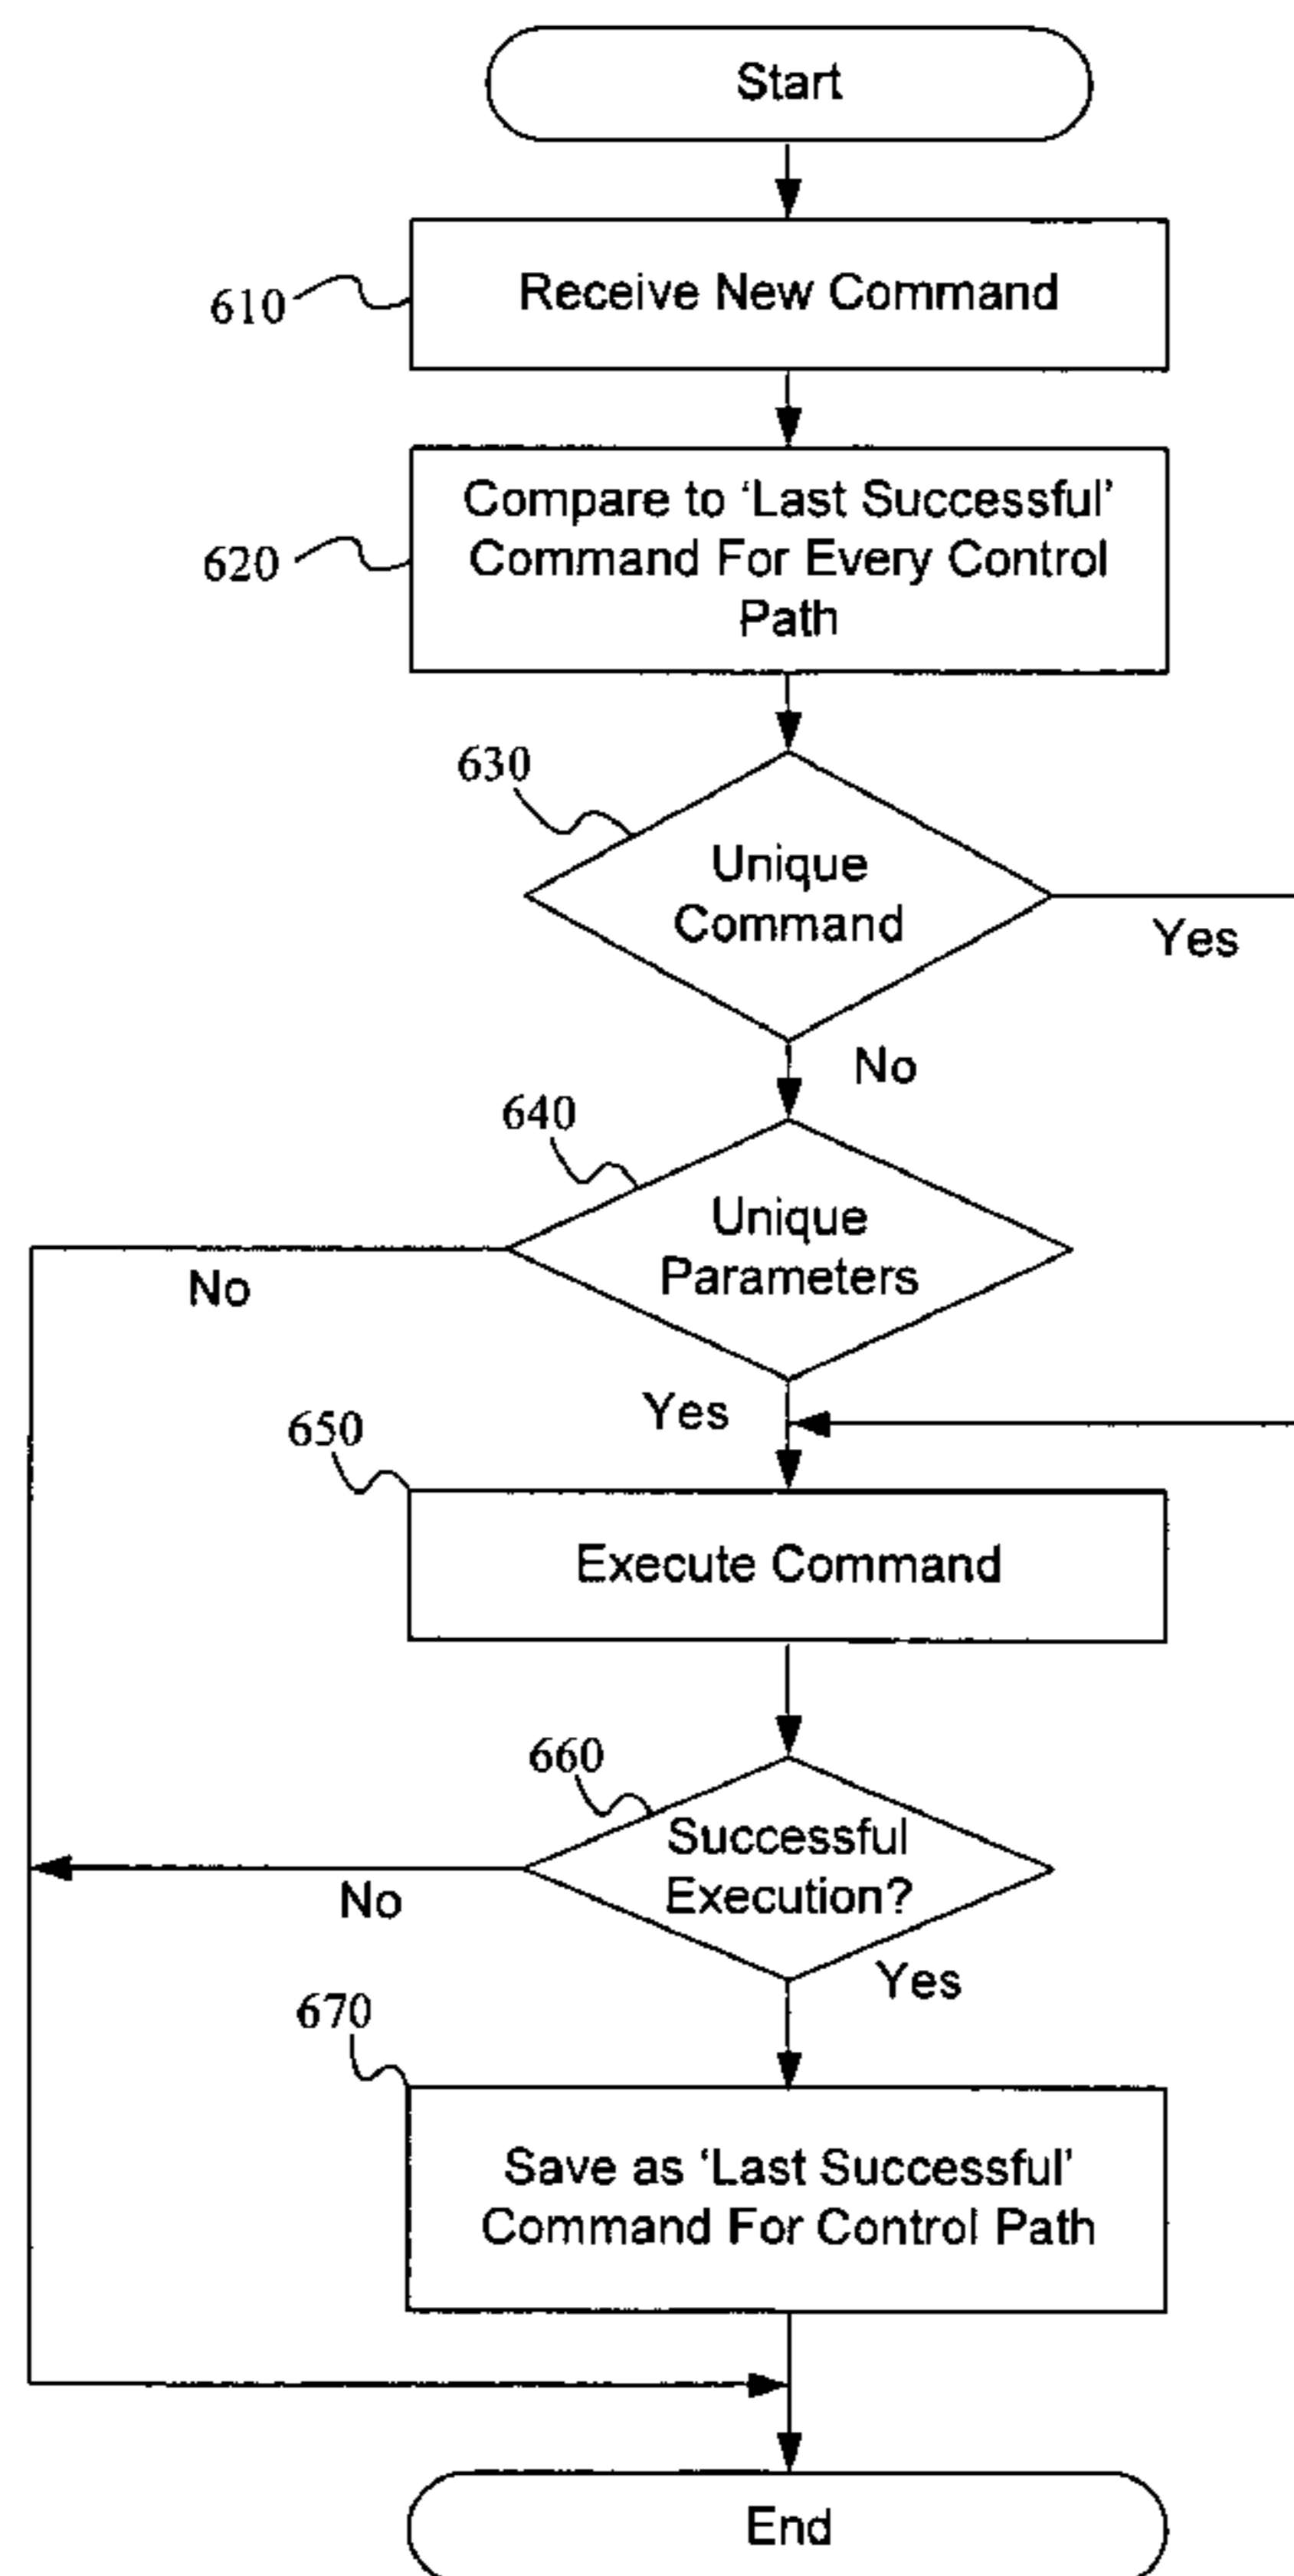 Start
610
Receive New Command
620
Compare to ‘Last Successful’
Command For Every Control
Path
630
Unique
Command
Yes
No
640
Unique
Parameters
No
Yes
650
Execute Command
660
Successful
Execution?
No
Yes
670
Save as ‘Last Successful’
Command For Control Path
End